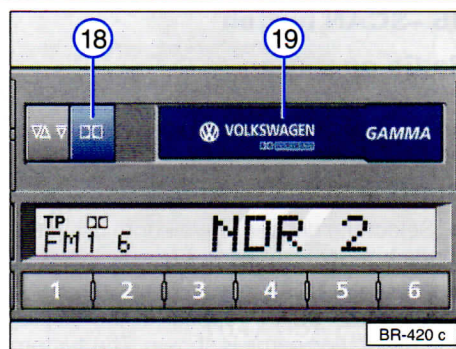 18 19
VOLKSWAGEN GAMMA
TP
FM1 6 NDR 2
1 2 3 4 5 6
BR-420 c